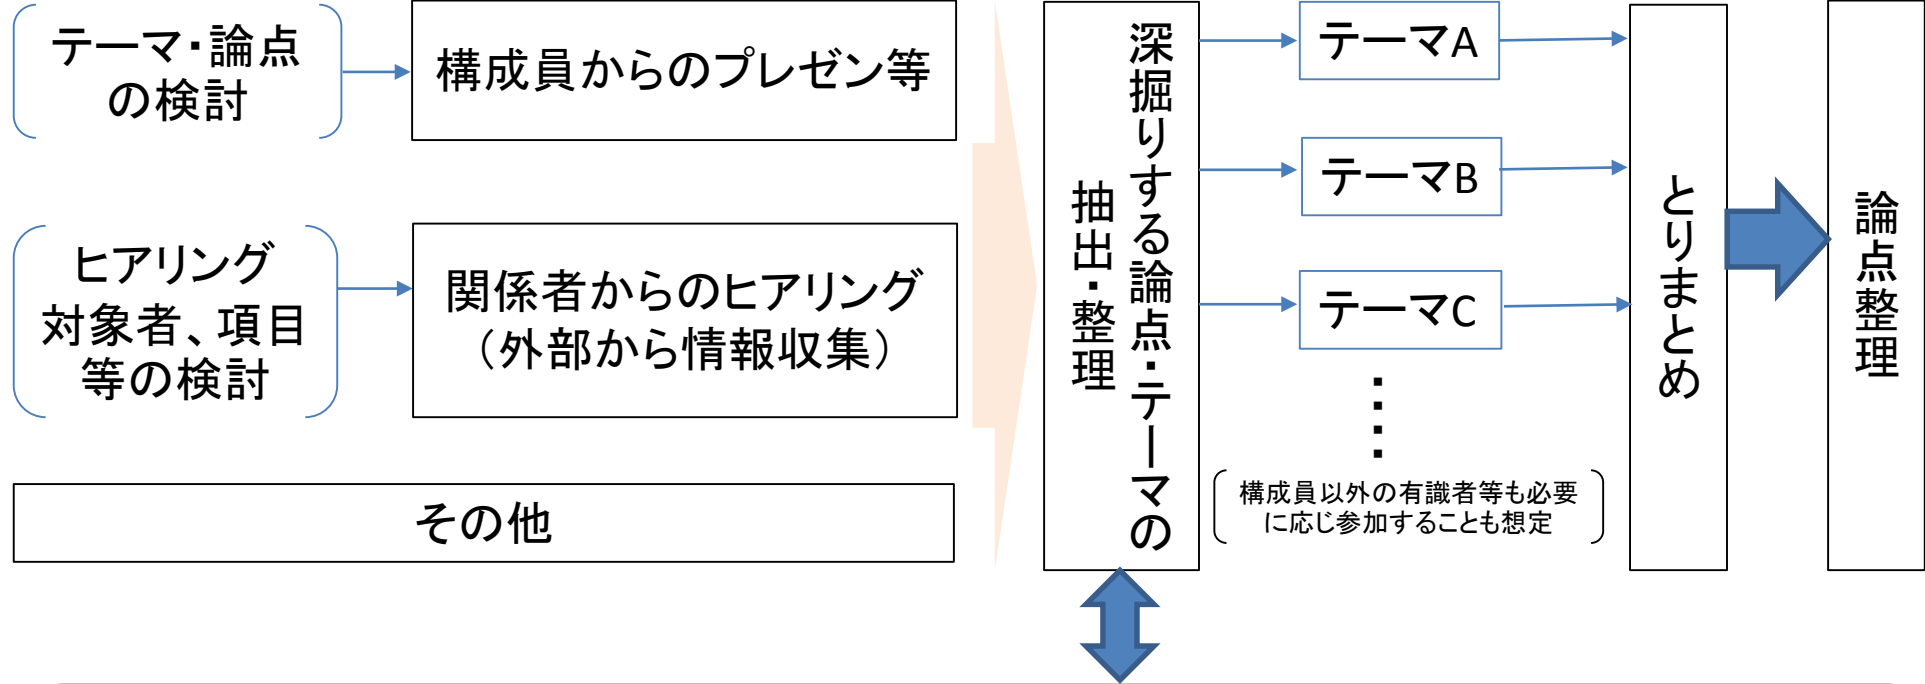 テーマ・論点
の検討
構成員からのプレゼン等
ヒアリング
対象者、項目
等の検討
関係者からのヒアリング
（外部から情報収集）
その他
深掘りする論点・テーマの
抽出・整理
テーマA
テーマB
テーマC
・・・・
構成員以外の有識者等も必要
に応じ参加することも想定
とりまとめ
論点整理